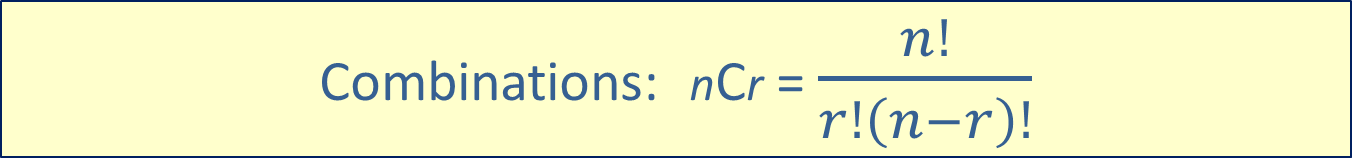 Combinations: nCr = n!/r!(n−r)!